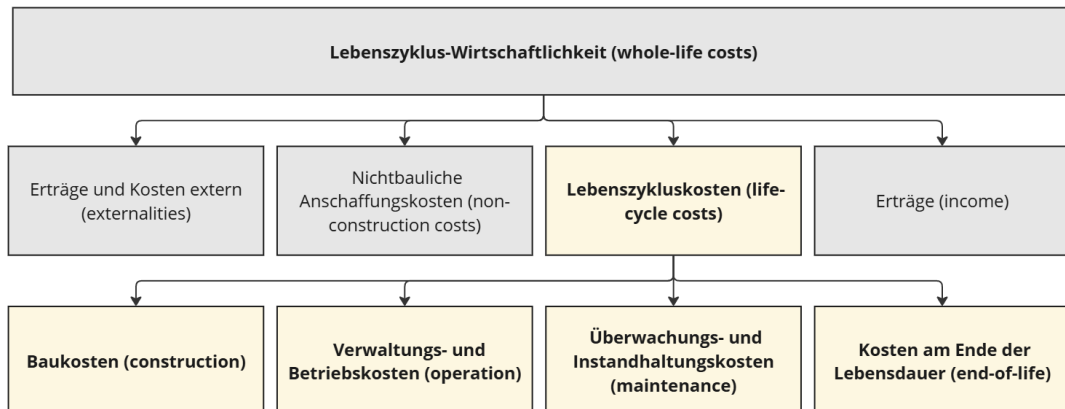 Lebenszyklus-Wirtschaftlichkeit (whole-life costs)
Erträge und Kosten extern
(externalities)
Nichtbauliche
Anschaffungskosten (non-
construction costs)
Lebenszykluskosten (life-
cycle costs)
Erträge (income)
Baukosten (construction)
Verwaltungs- und
Betriebskosten (operation)
Überwachungs- und
Instandhaltungskosten
(maintenance)
Kosten am Ende der
Lebensdauer (end-of-life)